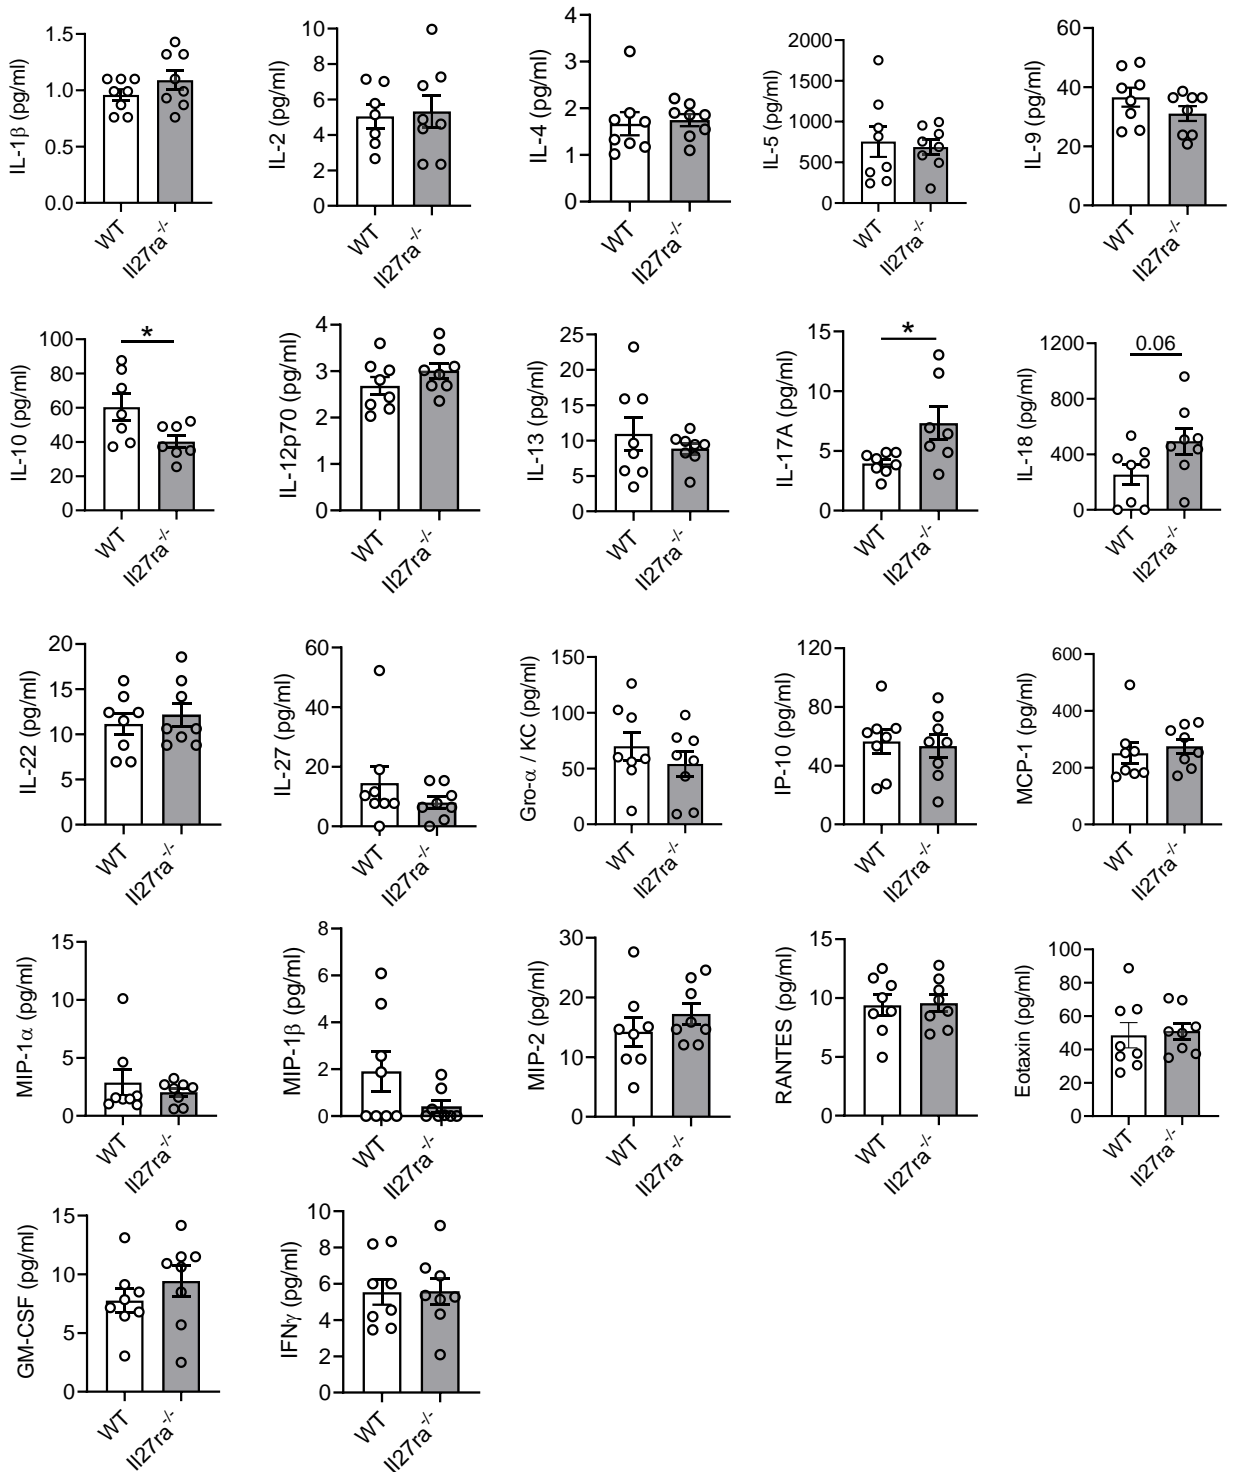 IL-1β (pg/ml)
1.5
1.0
0.5
0.0
WT
Il27ra-/-
IL-2 (pg/ml)
10
8
6
4
2
0
WT
Il27ra-/-
IL-4 (pg/ml)
4
3
2
1
0
WT
Il27ra-/-
IL-5 (pg/ml)
2000
1500
1000
500
0
WT
Il27ra-/-
IL-9 (pg/ml)
60
40
20
0
WT
Il27ra-/-
IL-10 (pg/ml)
100
80
60
40
20
0
*
WT
Il27ra-/-
IL-12p70 (pg/ml)
4
3
2
1
0
WT
Il27ra-/-
IL-13 (pg/ml)
25
20
15
10
5
0
WT
Il27ra-/-
IL-17A (pg/ml)
15
10
5
0
*
WT
Il27ra-/-
IL-18 (pg/ml)
1200
800
400
0
0.06
WT
Il27ra-/-
IL-22 (pg/ml)
20
15
10
5
0
WT
Il27ra-/-
IL-27 (pg/ml)
60
40
20
0
WT
Il27ra-/-
Gro-α / KC (pg/ml)
150
100
50
0
WT
Il27ra-/-
IP-10 (pg/ml)
120
80
40
0
WT
Il27ra-/-
MCP-1 (pg/ml)
600
400
200
0
WT
Il27ra-/-
MIP-1α (pg/ml)
15
10
5
0
WT
Il27ra-/-
MIP-1β (pg/ml)
8
6
4
2
0
WT
Il27ra-/-
MIP-2 (pg/ml)
30
20
10
0
WT
Il27ra-/-
RANTES (pg/ml)
15
10
5
0
WT
Il27ra-/-
Eotaxin (pg/ml)
100
80
60
40
20
0
WT
Il27ra-/-
GM-CSF (pg/ml)
15
10
5
0
WT
Il27ra-/-
IFNγ (pg/ml)
10
8
6
4
2
0
WT
Il27ra-/-